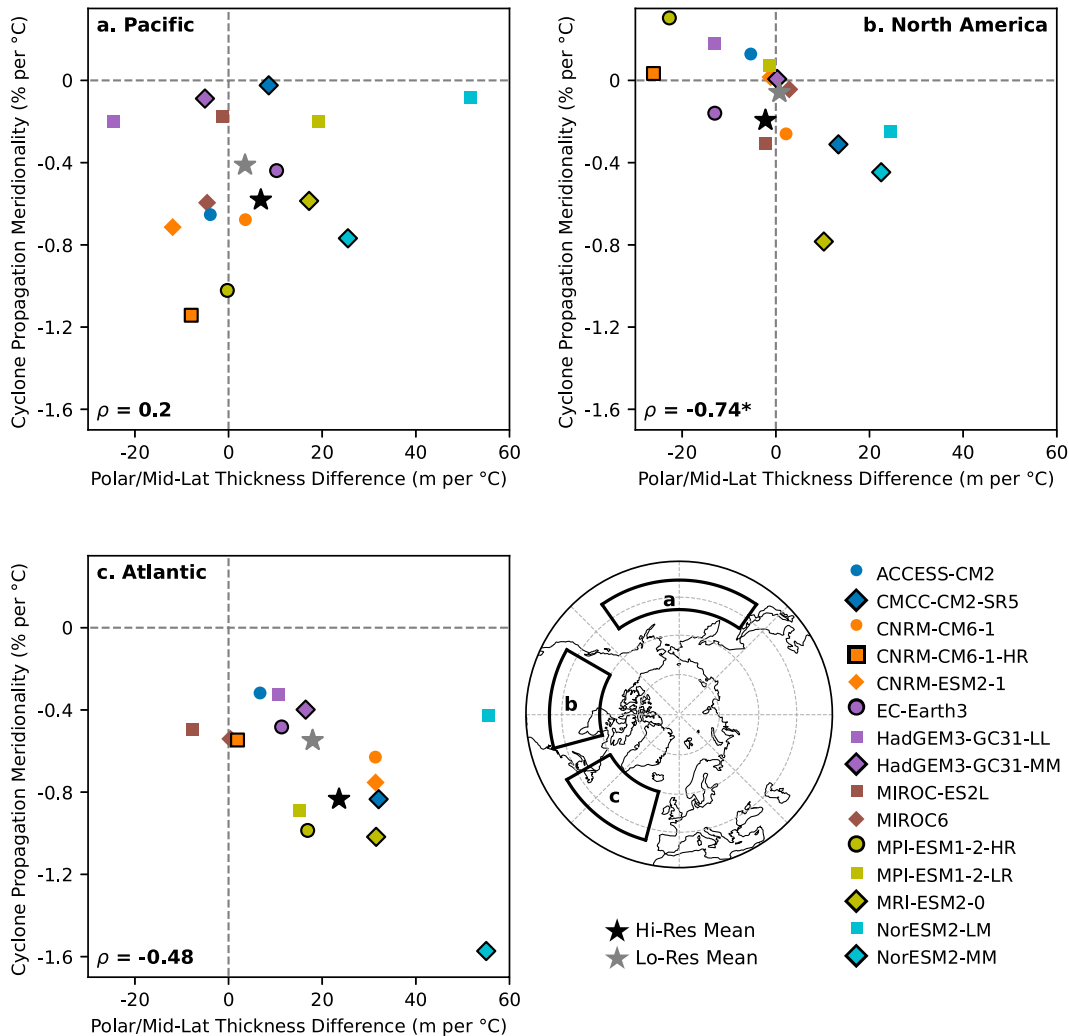 a. Pacific
0
-0.4
-0.8
-1.2
-1.6
Cyclone Propagation Meridionality (% per °C)
ρ = 0.2
-20 0 20 40 60
Polar/Mid-Lat Thickness Difference (m per °C)
b. North America
0
-0.4
-0.8
-1.2
-1.6
Cyclone Propagation Meridionality (% per °C)
ρ = -0.74*
-20 0 20 40 60
Polar/Mid-Lat Thickness Difference (m per °C)
c. Atlantic
0
-0.4
-0.8
-1.2
-1.6
Cyclone Propagation Meridionality (% per °C)
ρ = -0.48
-20 0 20 40 60
Polar/Mid-Lat Thickness Difference (m per °C)
a
b
c
Hi-Res Mean
Lo-Res Mean
ACCESS-CM2
CMCC-CM2-SR5
CNRM-CM6-1
CNRM-CM6-1-HR
CNRM-ESM2-1
EC-Earth3
HadGEM3-GC31-LL
HadGEM3-GC31-MM
MIROC-ES2L
MIROC6
MPI-ESM1-2-HR
MPI-ESM1-2-LR
MRI-ESM2-0
NorESM2-LM
NorESM2-MM